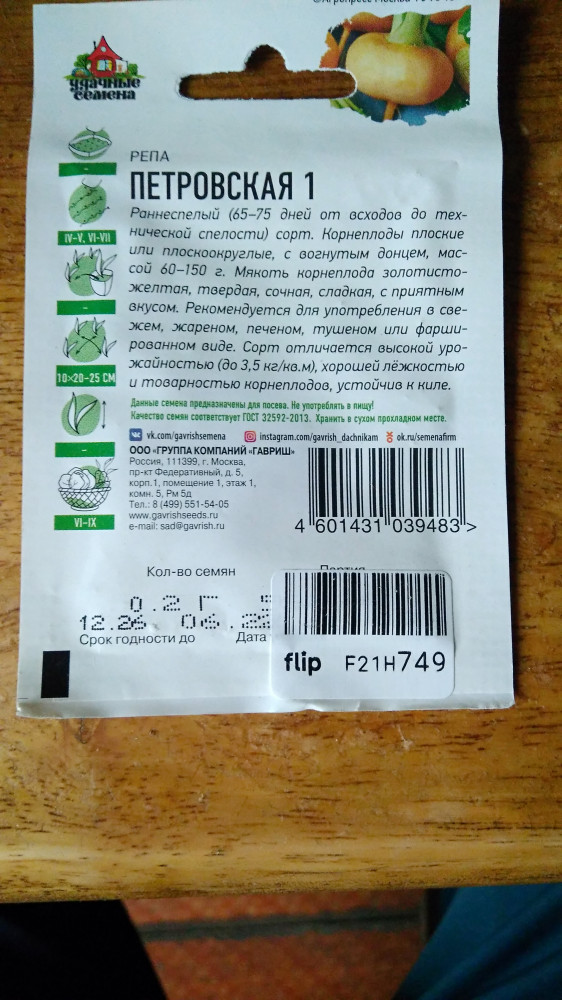 удачные
семена
РЕПА
ПЕТРОВСКАЯ 1
Раннеспелый (65–75 дней от всходов до тех-
нической спелости) сорт. Корнеплоды плоские
или плоскоокруглые, с вогнутым донцем, мас-
сой 60–150 г. Мякоть корнеплода золотисто-
желтая, твердая, сочная, сладкая, с приятным
вкусом. Рекомендуется для употребления в све-
жем, жареном, печеном, тушеном или фарши-
рованном виде. Сорт отличается высокой уро-
жайностью (до 3,5 кг/кв.м), хорошей лёжкостью
и товарностью корнеплодов, устойчив к киле.
-
IV-V, VI-VII
-
10×20-25 СМ
-
VI-IX
Данные семена предназначены для посева. Не употреблять в пищу!
Качество семян соответствует ГОСТ 32592-2013. Хранить в сухом прохладном месте.
vk.com/gavrishsemena instagram.com/gavrish_dachnikam ok.ru/semenafirm
ООО «ГРУППА КОМПАНИЙ «ГАВРИШ»
Россия, 111399, г. Москва,
пр-кт Федеративный, д. 5,
корп.1, помещение 1, этаж 1,
комн. 5, Рм 5д
Тел.: 8 (499) 551-54-05
www.gavrishseeds.ru
e-mail: sad@gavrish.ru
4 601431 039483 >
Кол-во семян Партия
0.2 Г
12.26 06.22
Срок годности до Дата
flip F21H749